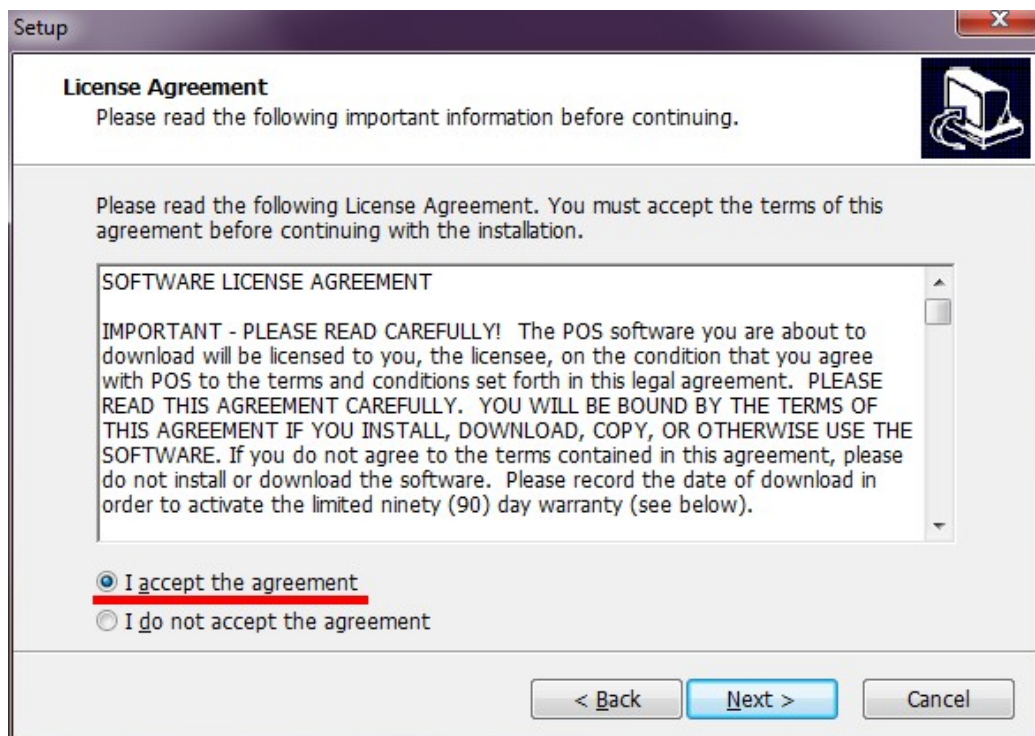 Setup
License Agreement
Please read the following important information before continuing.
Please read the following License Agreement. You must accept the terms of this
agreement before continuing with the installation.
SOFTWARE LICENSE AGREEMENT
IMPORTANT - PLEASE READ CAREFULLY!  The POS software you are about to
download will be licensed to you, the licensee, on the condition that you agree
with POS to the terms and conditions set forth in this legal agreement.  PLEASE
READ THIS AGREEMENT CAREFULLY.  YOU WILL BE BOUND BY THE TERMS OF
THIS AGREEMENT IF YOU INSTALL, DOWNLOAD, COPY, OR OTHERWISE USE THE
SOFTWARE. If you do not agree to the terms contained in this agreement, please
do not install or download the software.  Please record the date of download in
order to activate the limited ninety (90) day warranty (see below).
I accept the agreement
I do not accept the agreement
< Back
Next >
Cancel